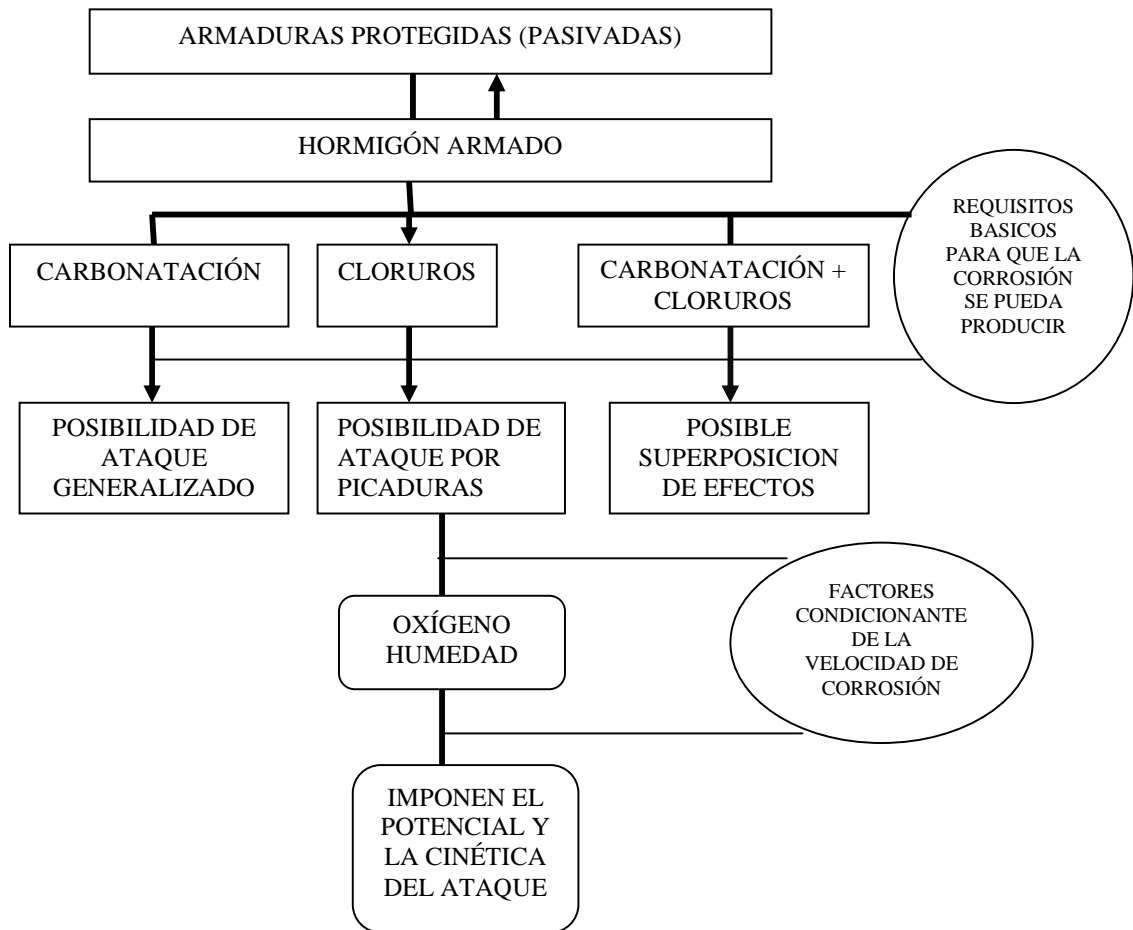 ARMADURAS PROTEGIDAS (PASIVADAS)
HORMIGÓN ARMADO
REQUISITOS
BASICOS
PARA QUE LA
CORROSIÓN
SE PUEDA
PRODUCIR
CARBONATACIÓN
CLORUROS
CARBONATACIÓN +
CLORUROS
POSIBILIDAD DE
ATAQUE
GENERALIZADO
POSIBILIDAD DE
ATAQUE POR
PICADURAS
POSIBLE
SUPERPOSICION
DE EFECTOS
OXÍGENO
HUMEDAD
FACTORES
CONDICIONANTE
DE LA
VELOCIDAD DE
CORROSIÓN
IMPONEN EL
POTENCIAL Y
LA CINÉTICA
DEL ATAQUE